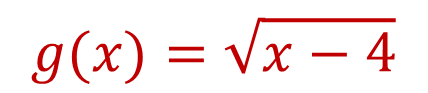 g(x) = √x − 4